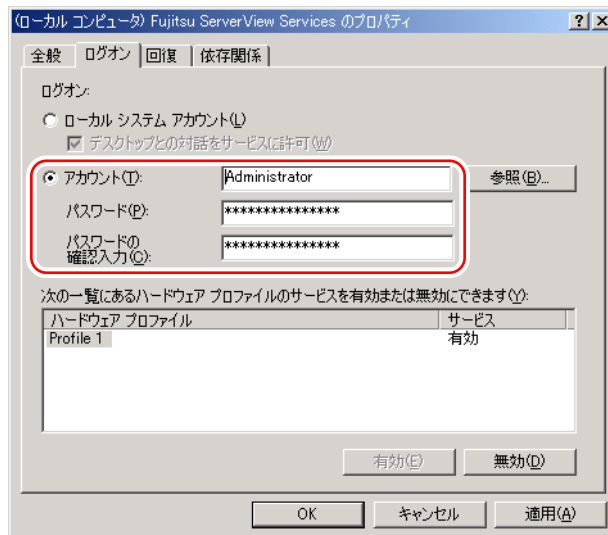 (ローカル コンピュータ) Fujitsu ServerView Services のプロパティ
全般 ログオン 回復 依存関係
ログオン:
ローカル システム アカウント(L)
デスクトップとの対話をサービスに許可(W)
アカウント(T): Administrator 参照(B)...
パスワード(P): ***************
パスワードの
確認入力(C): ***************
次の一覧にあるハードウェア プロファイルのサービスを有効または無効にできます(Y):
ハードウェア プロファイル サービス
Profile 1 有効
有効(E) 無効(D)
OK キャンセル 適用(A)